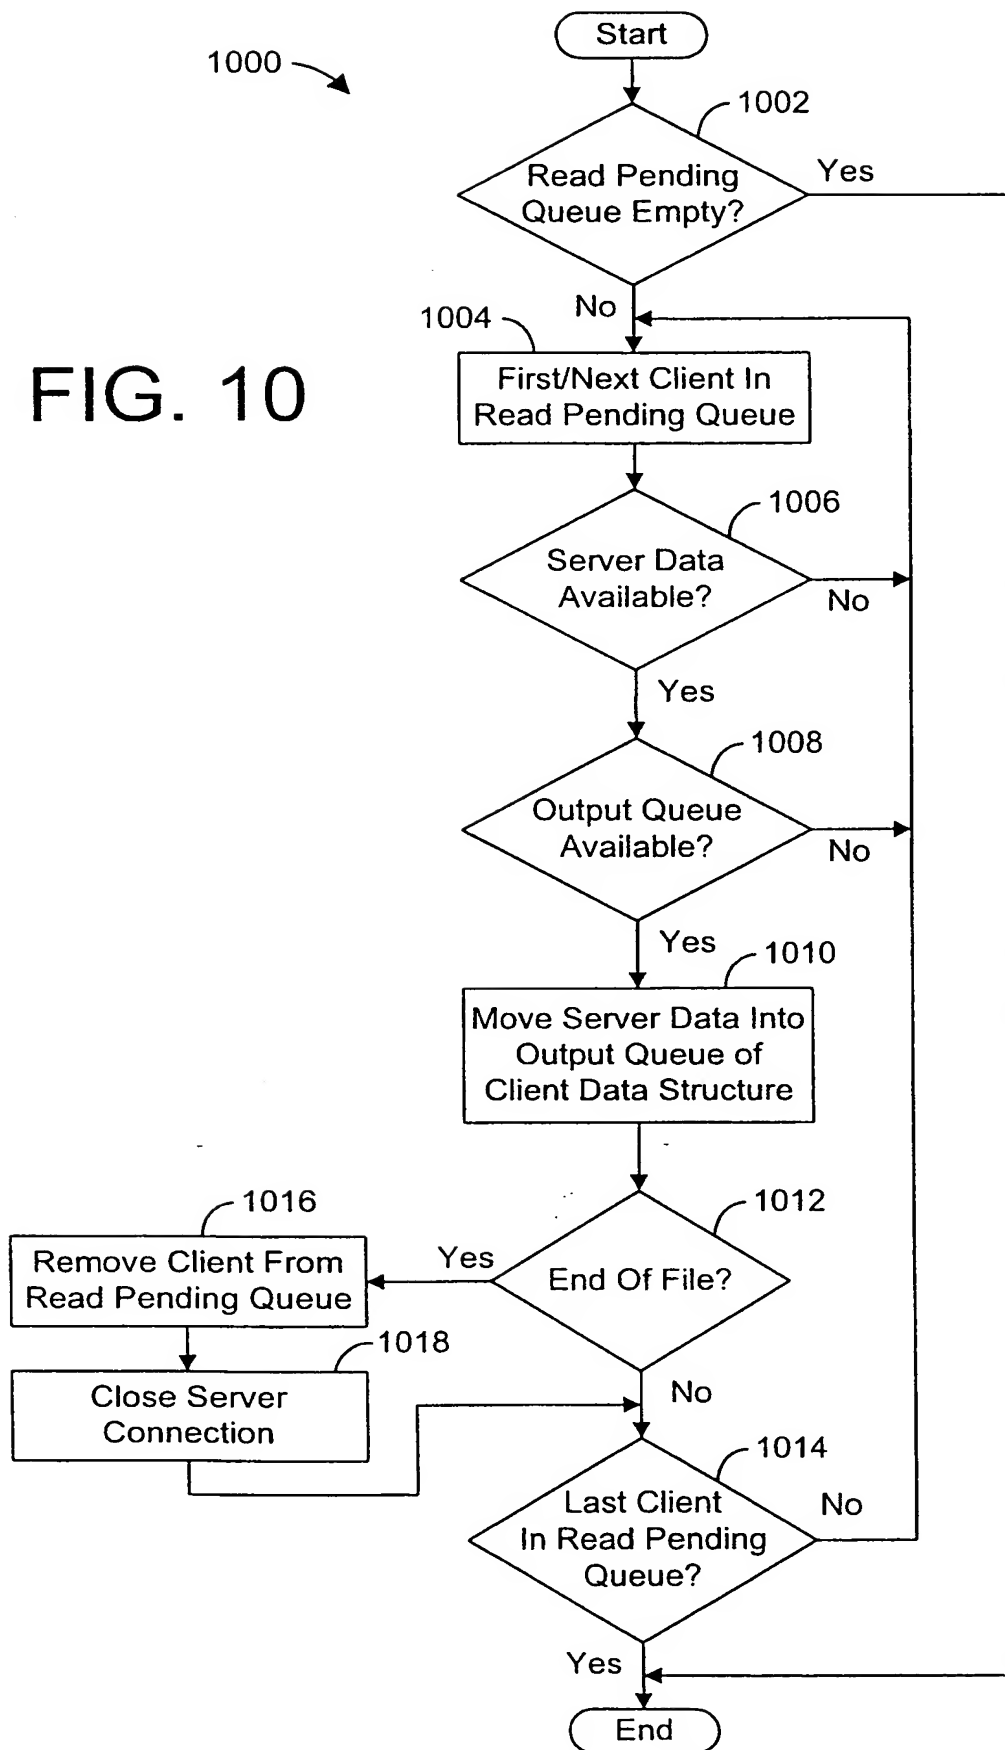 Start
1000
1002
Read Pending
Queue Empty?
Yes
No
1004
First/Next Client In
Read Pending Queue
FIG. 10
1006
Server Data
Available?
No
Yes
1008
Output Queue
Available?
No
Yes
1010
Move Server Data Into
Output Queue of
Client Data Structure
1012
End Of File?
Yes
1016
Remove Client From
Read Pending Queue
1018
Close Server
Connection
No
1014
Last Client
In Read Pending
Queue?
No
Yes
End